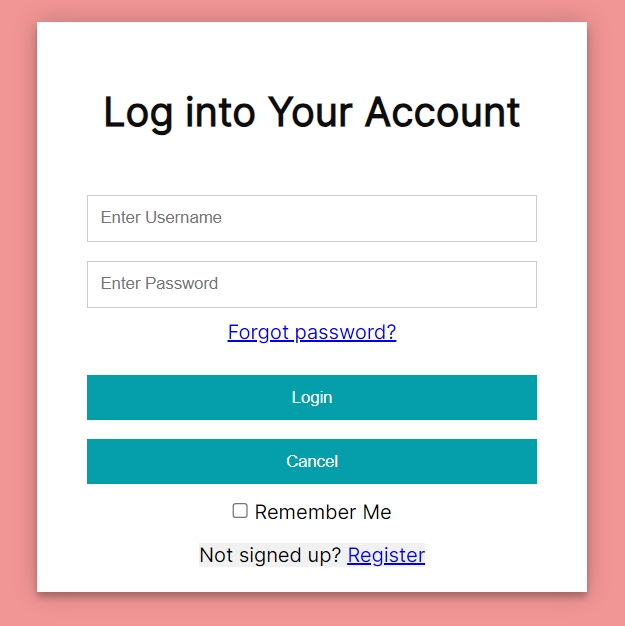 Log into Your Account
Enter Username
Enter Password
Forgot password?
Login
Cancel
Remember Me
Not signed up? Register